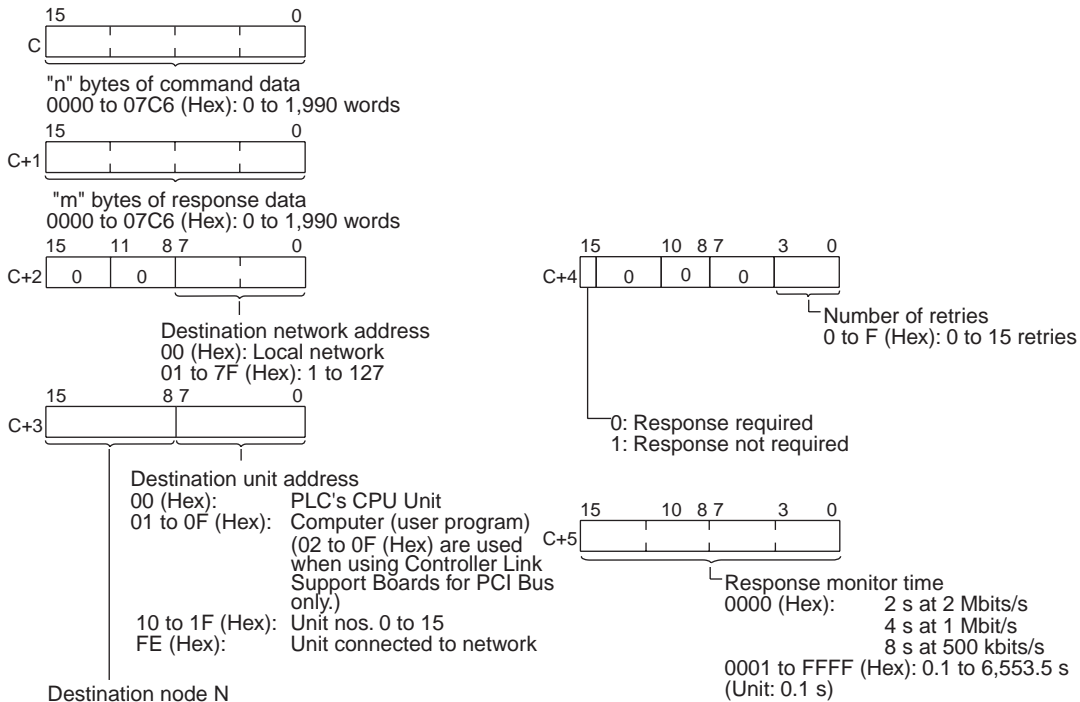 15 0
C
"n" bytes of command data
0000 to 07C6 (Hex): 0 to 1,990 words
15 0
C+1
"m" bytes of response data
0000 to 07C6 (Hex): 0 to 1,990 words
15 11 8 7 0
C+2 0 0
Destination network address
00 (Hex): Local network
01 to 7F (Hex): 1 to 127
15 8 7 0
C+3
Destination unit address
00 (Hex): PLC's CPU Unit
01 to 0F (Hex): Computer (user program)
(02 to 0F (Hex) are used
when using Controller Link
Support Boards for PCI Bus
only.)
10 to 1F (Hex): Unit nos. 0 to 15
FE (Hex): Unit connected to network
Destination node N
15 10 8 7 3 0
C+4 0 0 0
Number of retries
0 to F (Hex): 0 to 15 retries
0: Response required
1: Response not required
15 10 8 7 3 0
C+5
Response monitor time
0000 (Hex): 2 s at 2 Mbits/s
4 s at 1 Mbit/s
8 s at 500 kbits/s
0001 to FFFF (Hex): 0.1 to 6,553.5 s
(Unit: 0.1 s)